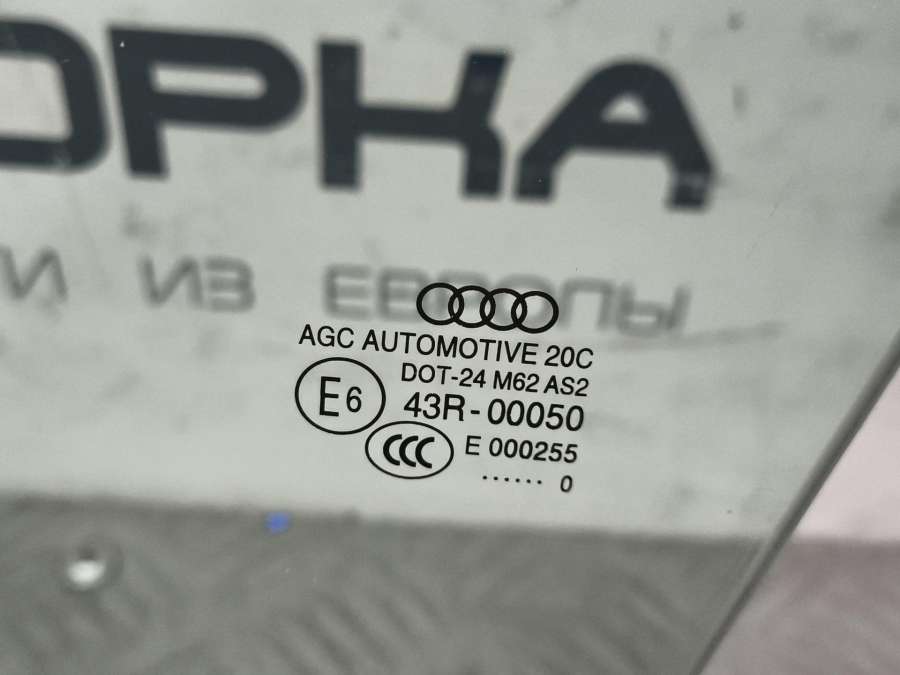 ОРКА
ИЗ ЕВРОПЫ
AGC AUTOMOTIVE 20C
DOT-24 M62 AS2
E6
43R-00050
CCC
E 000255
...... 0